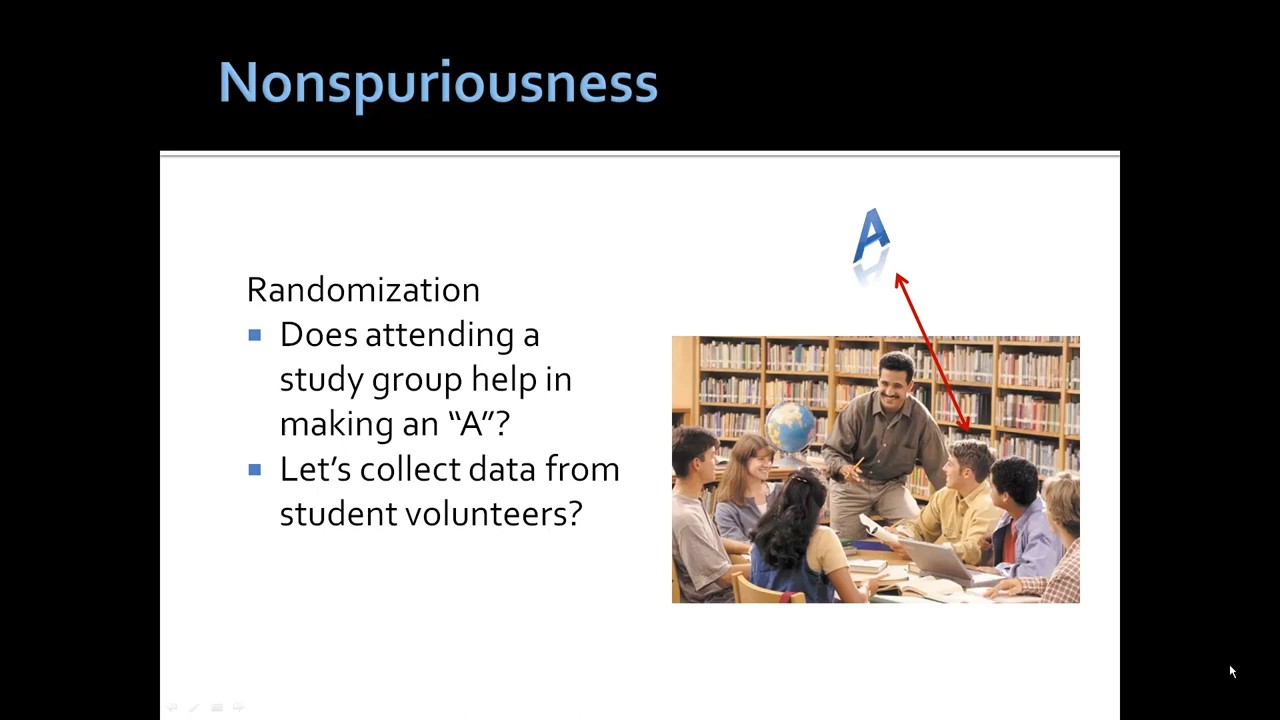 Nonspuriousness
A
Randomization
Does attending a
study group help in
making an “A”?
Let’s collect data from
student volunteers?